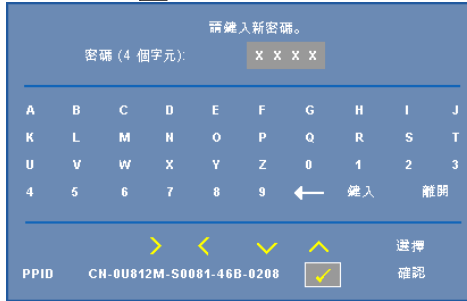 請鍵入新密碼。
密碼 (4 個字元): X X X X
A B C D E F G H I J
K L M N O P Q R S T
U V W X Y Z 0 1 2 3
4 5 6 7 8 9 ← 鍵入 離開
選擇
PPID CN-0U812M-S0081-46B-0208 ✓ 確認